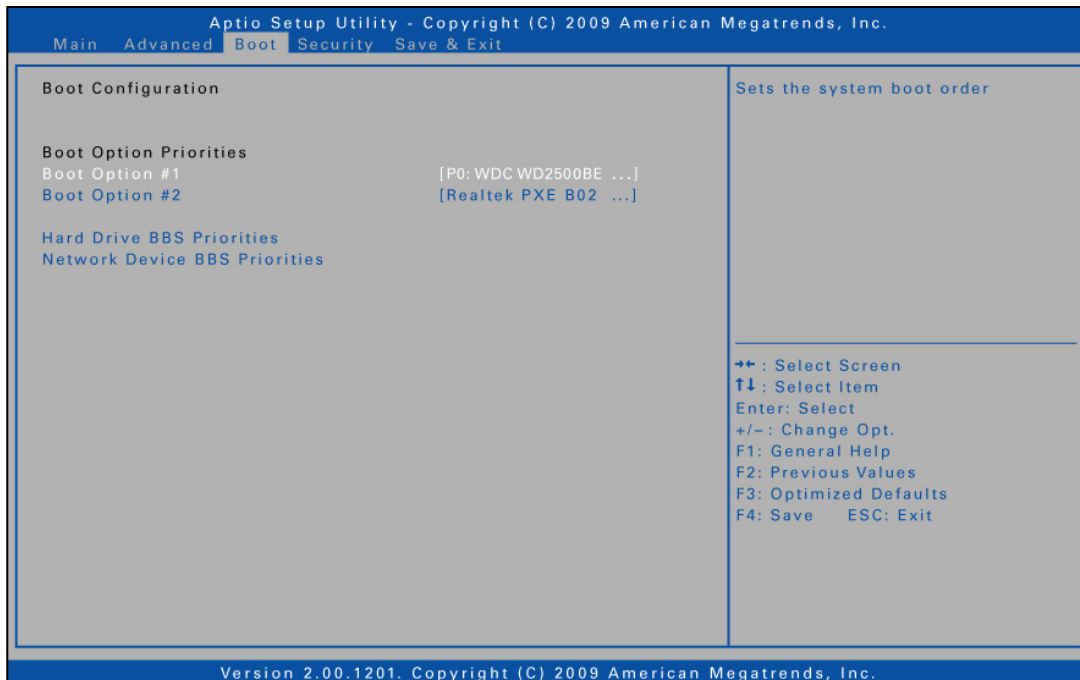 Aptio Setup Utility - Copyright (C) 2009 American Megatrends, Inc.
Main Advanced Boot Security Save & Exit
Boot Configuration
Boot Option Priorities
Boot Option #1 [P0: WDC WD2500BE ...]
Boot Option #2 [Realtek PXE B02 ...]
Hard Drive BBS Priorities
Network Device BBS Priorities
Sets the system boot order
→← : Select Screen
↑↓ : Select Item
Enter: Select
+/– : Change Opt.
F1: General Help
F2: Previous Values
F3: Optimized Defaults
F4: Save ESC: Exit
Version 2.00.1201. Copyright (C) 2009 American Megatrends, Inc.